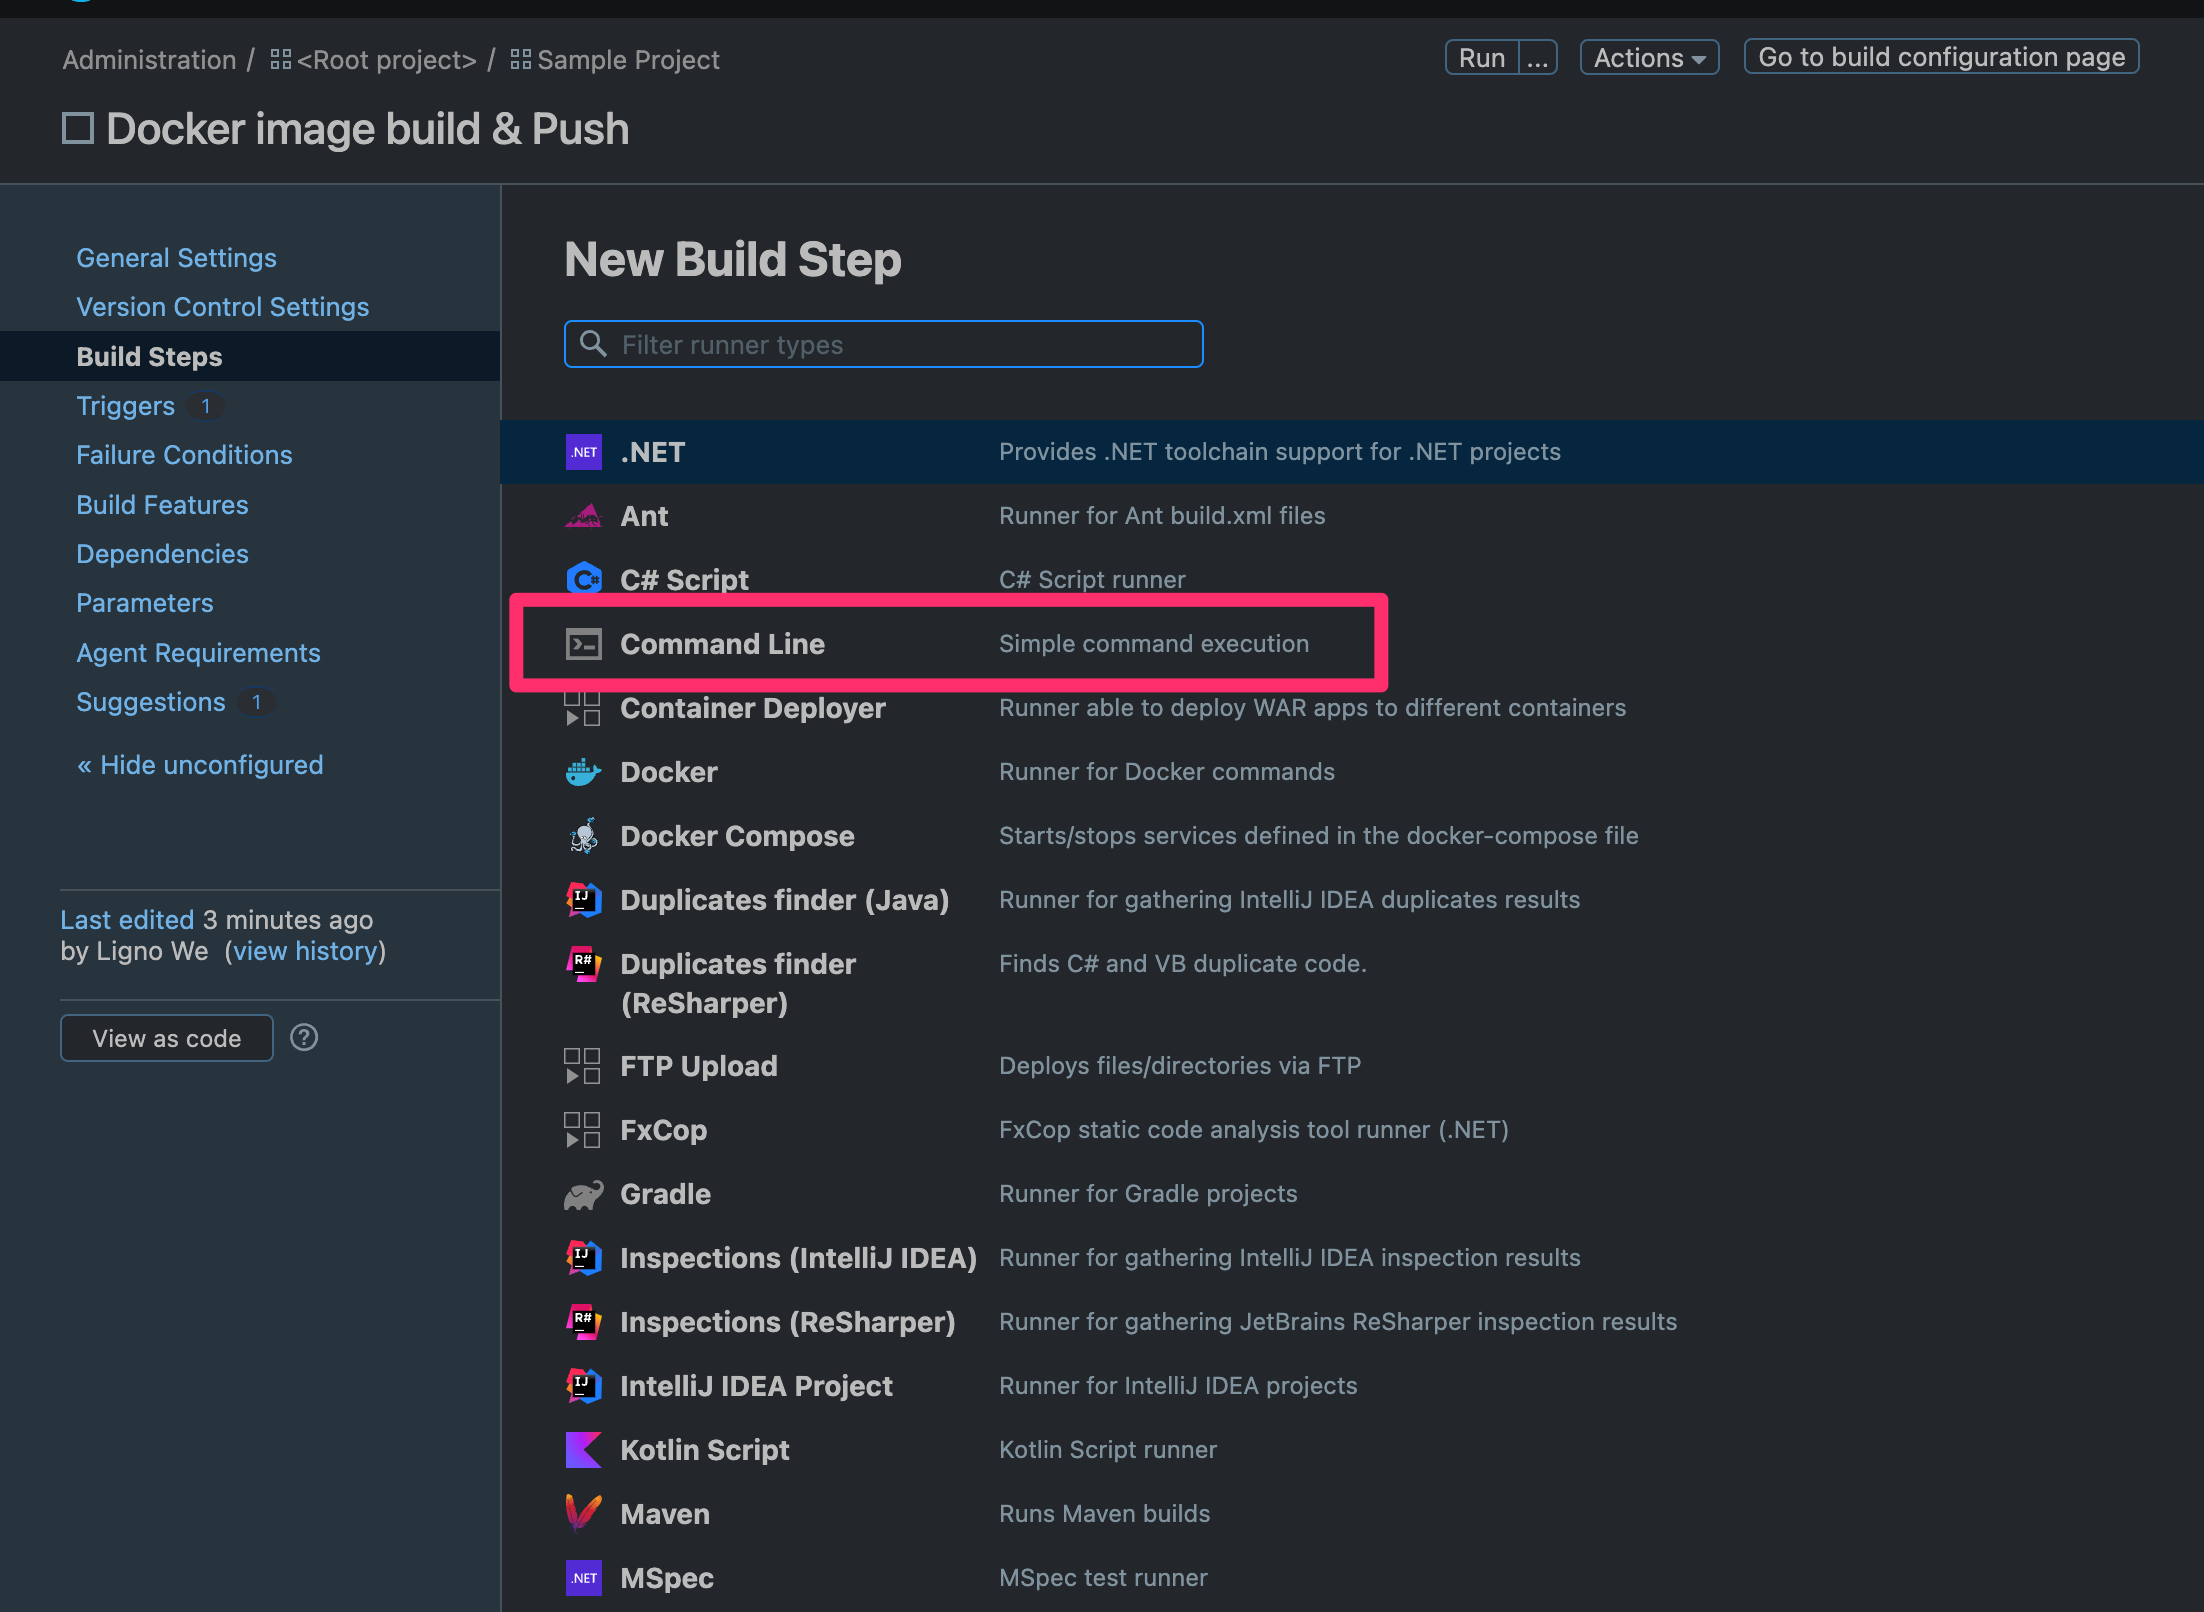 Administration / <Root project> / Sample Project
Run ... Actions Go to build configuration page
Docker image build & Push
General Settings
Version Control Settings
Build Steps
Triggers 1
Failure Conditions
Build Features
Dependencies
Parameters
Agent Requirements
Suggestions 1
« Hide unconfigured
Last edited 3 minutes ago
by Ligno We (view history)
View as code ?
New Build Step
Filter runner types
.NET .NET Provides .NET toolchain support for .NET projects
Ant Runner for Ant build.xml files
C# C# Script C# Script runner
Command Line Simple command execution
Container Deployer Runner able to deploy WAR apps to different containers
Docker Runner for Docker commands
Docker Compose Starts/stops services defined in the docker-compose file
IJ Duplicates finder (Java) Runner for gathering IntelliJ IDEA duplicates results
R# Duplicates finder (ReSharper) Finds C# and VB duplicate code.
FTP Upload Deploys files/directories via FTP
FxCop FxCop static code analysis tool runner (.NET)
Gradle Runner for Gradle projects
IJ Inspections (IntelliJ IDEA) Runner for gathering IntelliJ IDEA inspection results
R# Inspections (ReSharper) Runner for gathering JetBrains ReSharper inspection results
IJ IntelliJ IDEA Project Runner for IntelliJ IDEA projects
Kotlin Script Kotlin Script runner
Maven Runs Maven builds
.NET MSpec MSpec test runner